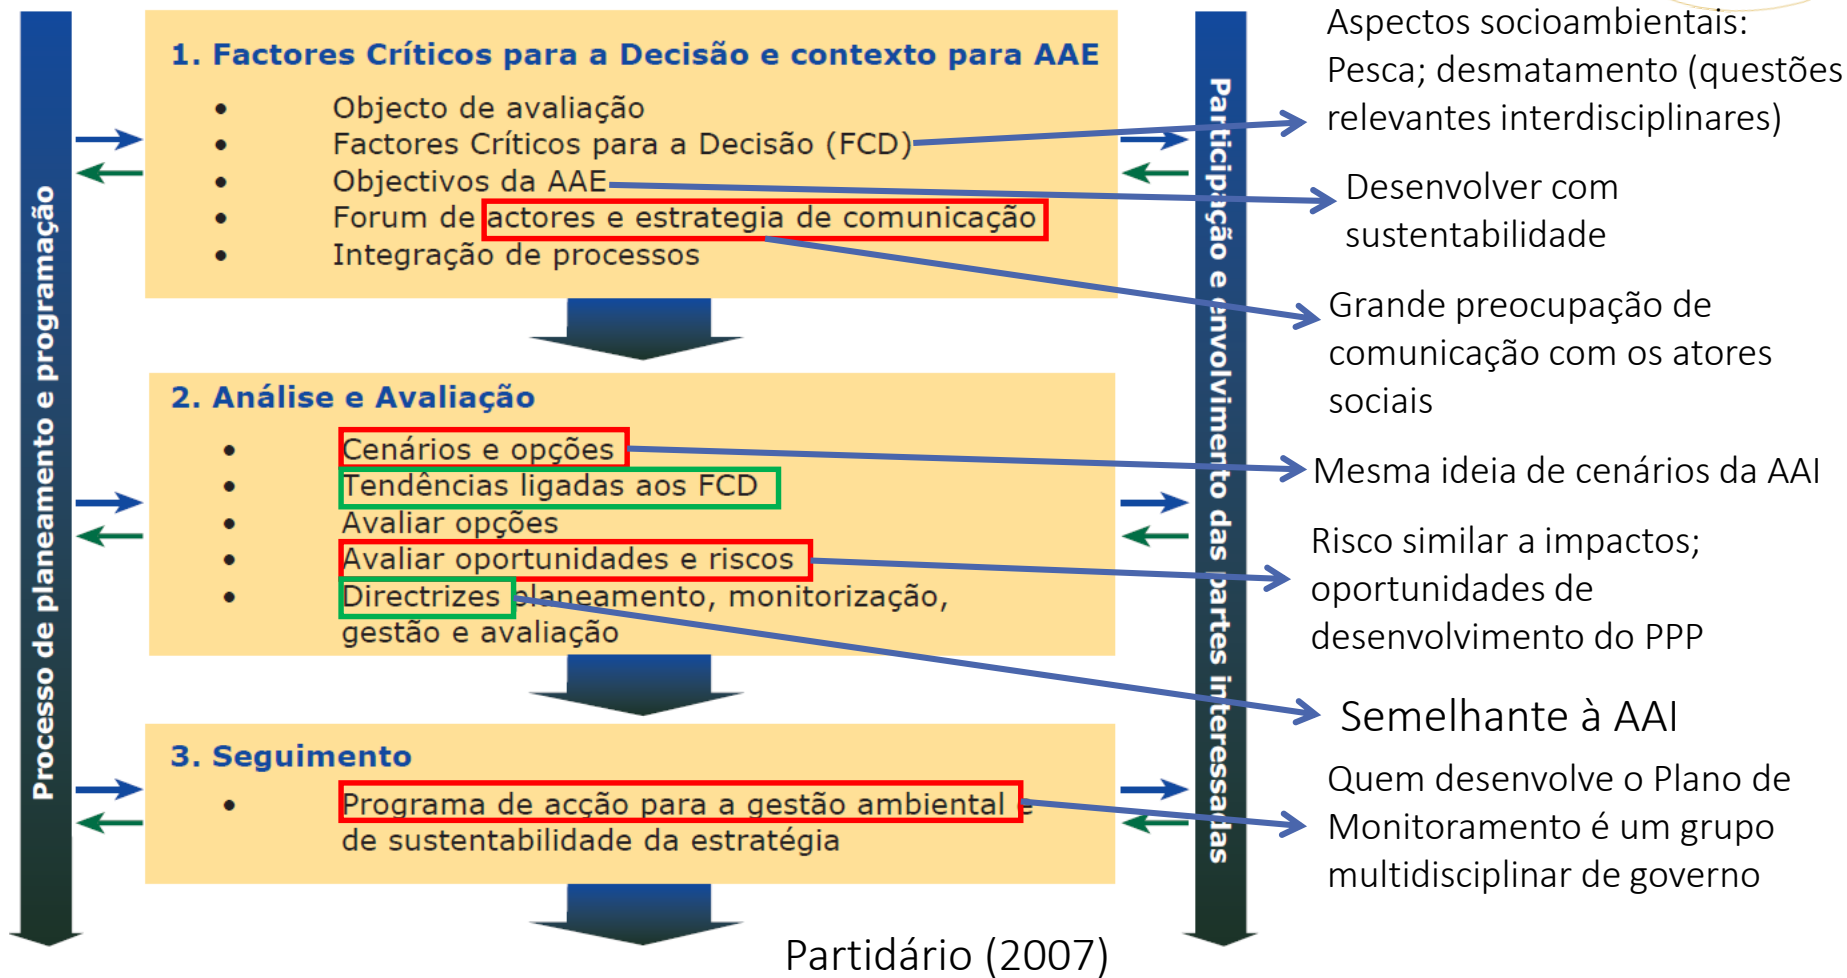 Processo de planeamento e programação
1. Factores Críticos para a Decisão e contexto para AAE
• Objecto de avaliação
• Factores Críticos para a Decisão (FCD)
• Objectivos da AAE
• Forum de actores e estrategia de comunicação
• Integração de processos
2. Análise e Avaliação
• Cenários e opções
• Tendências ligadas aos FCD
• Avaliar opções
• Avaliar oportunidades e riscos
• Directrizes planeamento, monitorização,
gestão e avaliação
3. Seguimento
• Programa de acção para a gestão ambiental e
de sustentabilidade da estratégia
Participação e envolvimento das partes interessadas
Aspectos socioambientais:
Pesca; desmatamento (questões
relevantes interdisciplinares)
Desenvolver com
sustentabilidade
Grande preocupação de
comunicação com os atores
sociais
Mesma ideia de cenários da AAI
Risco similar a impactos;
oportunidades de
desenvolvimento do PPP
Semelhante à AAI
Quem desenvolve o Plano de
Monitoramento é um grupo
multidisciplinar de governo
Partidário (2007)